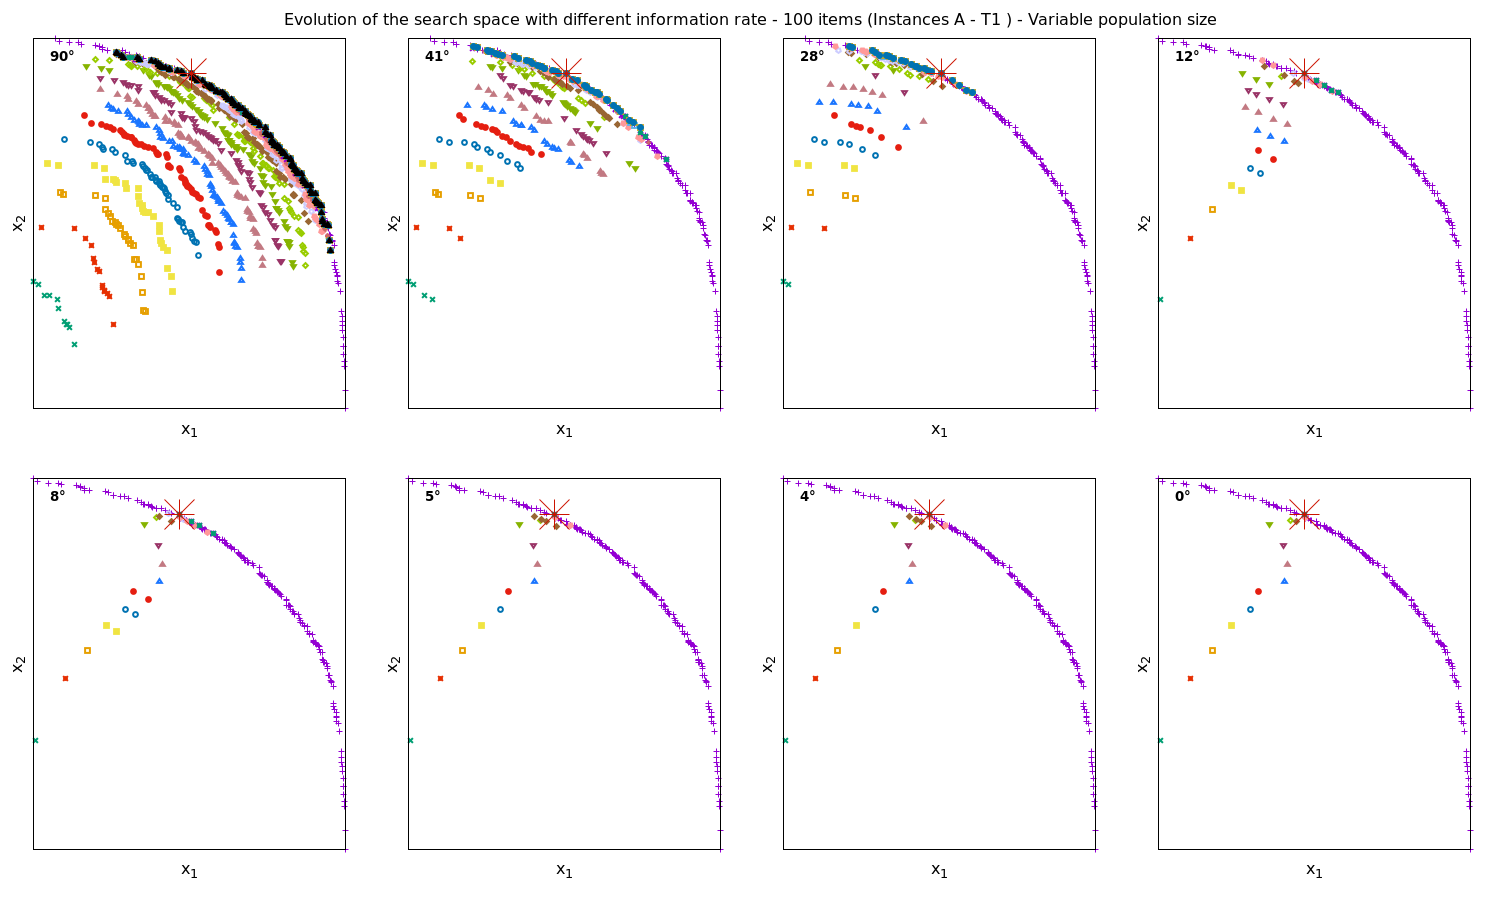 Evolution of the search space with different information rate - 100 items (Instances A - T1 ) - Variable population size
90°
41°
28°
12°
x2
x2
x2
x2
x1
x1
x1
x1
8°
5°
4°
0°
x2
x2
x2
x2
x1
x1
x1
x1